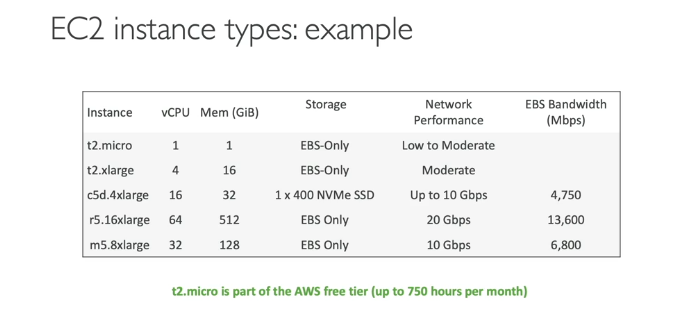 EC2 instance types: example
Instance vCPU Mem (GiB) Storage Network Performance EBS Bandwidth (Mbps)
t2.micro 1 1 EBS-Only Low to Moderate
t2.xlarge 4 16 EBS-Only Moderate
c5d.4xlarge 16 32 1 x 400 NVMe SSD Up to 10 Gbps 4,750
r5.16xlarge 64 512 EBS Only 20 Gbps 13,600
m5.8xlarge 32 128 EBS Only 10 Gbps 6,800
t2.micro is part of the AWS free tier (up to 750 hours per month)